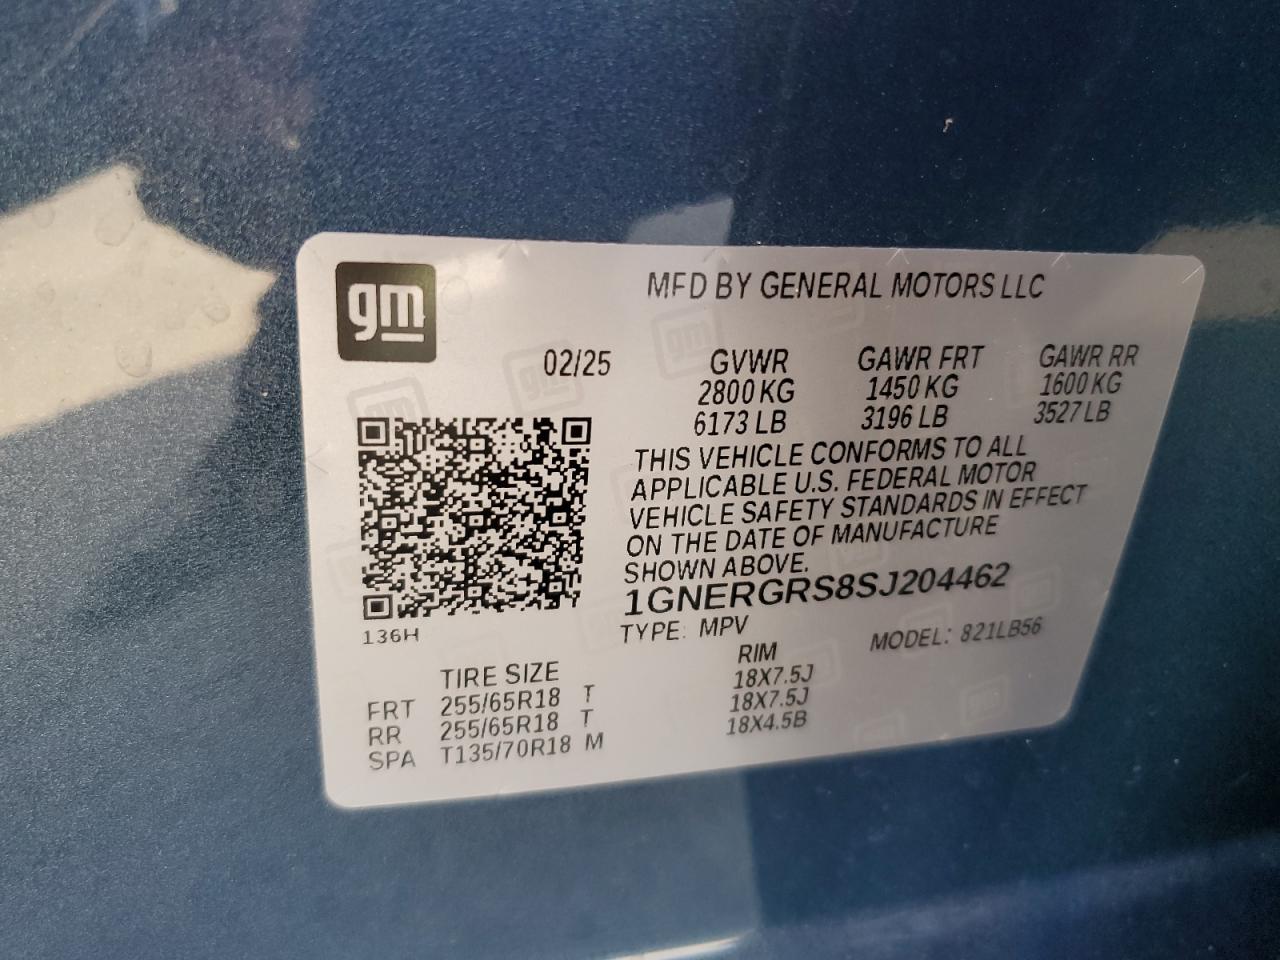 gm
MFD BY GENERAL MOTORS LLC
02/25 GVWR GAWR FRT GAWR RR
2800 KG 1450 KG 1600 KG
6173 LB 3196 LB 3527 LB
THIS VEHICLE CONFORMS TO ALL
APPLICABLE U.S. FEDERAL MOTOR
VEHICLE SAFETY STANDARDS IN EFFECT
ON THE DATE OF MANUFACTURE
SHOWN ABOVE.
1GNERGRS8SJ204462
136H TYPE: MPV MODEL: 821LB56
TIRE SIZE RIM
FRT 255/65R18 T 18X7.5J
RR 255/65R18 T 18X7.5J
SPA T135/70R18 M 18X4.5B